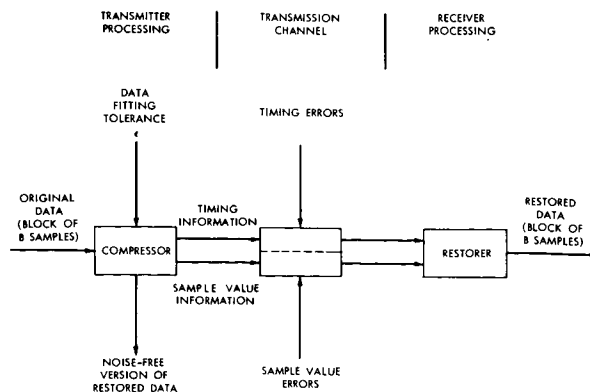 TRANSMITTER
PROCESSING
TRANSMISSION
CHANNEL
RECEIVER
PROCESSING
DATA
FITTING
TOLERANCE
ϵ
TIMING ERRORS
ORIGINAL
DATA
(BLOCK OF
B SAMPLES)
COMPRESSOR
TIMING
INFORMATION
SAMPLE VALUE
INFORMATION
RESTORER
RESTORED
DATA
(BLOCK OF
B SAMPLES)
NOISE-FREE
VERSION OF
RESTORED DATA
SAMPLE VALUE
ERRORS